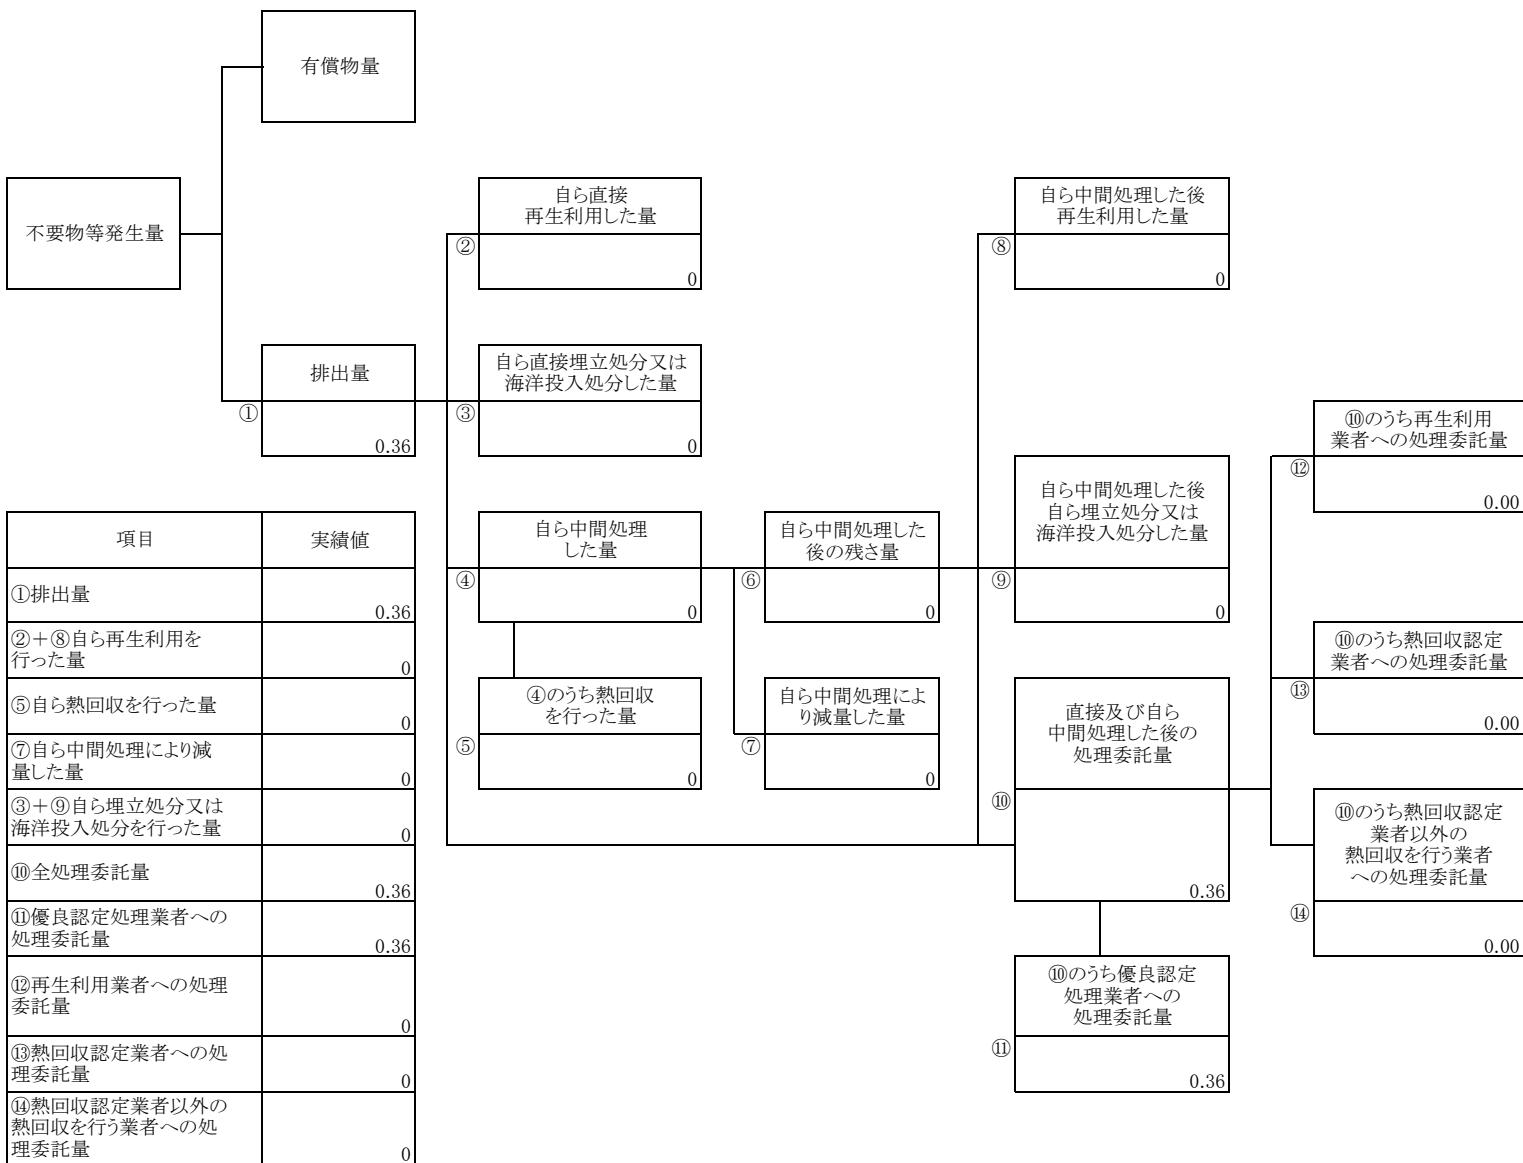 有償物量
不要物等発生量
排出量
①
0.36
自ら直接
再生利用した量
②
0
自ら直接埋立処分又は
海洋投入処分した量
③
0
自ら中間処理
した量
④
0
④のうち熱回収
を行った量
⑤
0
自ら中間処理した
後の残さ量
⑥
0
自ら中間処理によ
り減量した量
⑦
0
自ら中間処理した後
再生利用した量
⑧
0
自ら中間処理した後
自ら埋立処分又は
海洋投入処分した量
⑨
0
直接及び自ら
中間処理した後の
処理委託量
⑩
0.36
⑩のうち優良認定
処理業者への
処理委託量
⑪
0.36
⑩のうち再生利用
業者への処理委託量
⑫
0.00
⑩のうち熱回収認定
業者への処理委託量
⑬
0.00
⑩のうち熱回収認定
業者以外の
熱回収を行う業者
への処理委託量
⑭
0.00
項目 実績値
①排出量
0.36
②＋⑧自ら再生利用を
行った量
0
⑤自ら熱回収を行った量
0
⑦自ら中間処理により減
量した量
0
③＋⑨自ら埋立処分又は
海洋投入処分を行った量
0
⑩全処理委託量
0.36
⑪優良認定処理業者への
処理委託量
0.36
⑫再生利用業者への処理
委託量
0
⑬熱回収認定業者への処
理委託量
0
⑭熱回収認定業者以外の
熱回収を行う業者への処
理委託量
0